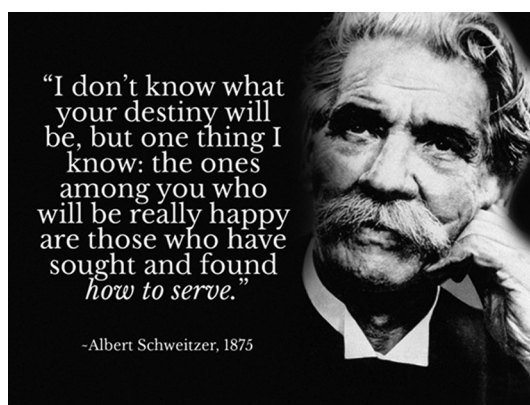 “I don’t know what
your destiny will
be, but one thing I
know: the ones
among you who
will be really happy
are those who have
sought and found
how to serve.”
~Albert Schweitzer, 1875